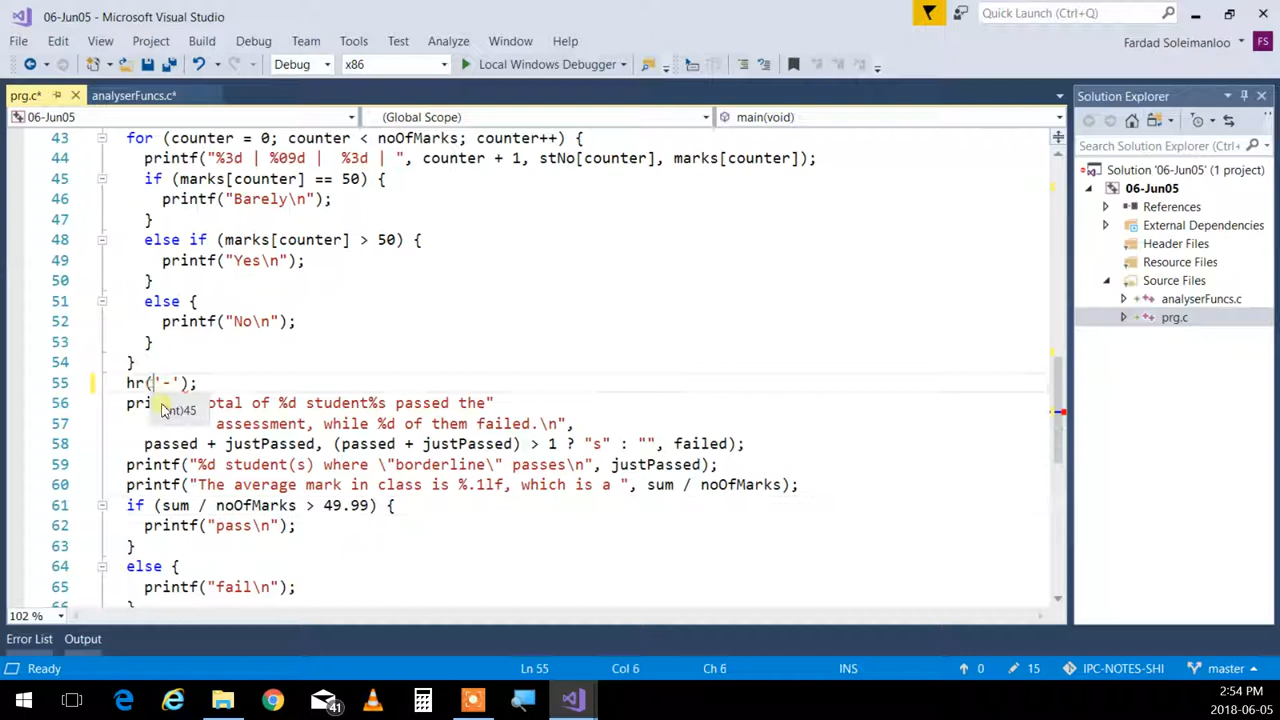 06-Jun05 - Microsoft Visual Studio
Quick Launch (Ctrl+Q)
File Edit View Project Build Debug Team Tools Test Analyze Window Help
Fardad Soleimanloo FS
Debug x86 Local Windows Debugger
prg.c* analyserFuncs.c*
Solution Explorer
06-Jun05 (Global Scope) main(void)
Search Solution Explorer (Ctrl+
Solution '06-Jun05' (1 project)
06-Jun05
References
External Dependencies
Header Files
Resource Files
Source Files
analyserFuncs.c
prg.c
43 for (counter = 0; counter < noOfMarks; counter++) {
44 printf("%3d | %09d |  %3d | ", counter + 1, stNo[counter], marks[counter]);
45 if (marks[counter] == 50) {
46 printf("Barely\n");
47 }
48 else if (marks[counter] > 50) {
49 printf("Yes\n");
50 }
51 else {
52 printf("No\n");
53 }
54 }
55 hr('-');
(int)45
56 otal of %d student%s passed the"
57 assessment, while %d of them failed.\n",
58 passed + justPassed, (passed + justPassed) > 1 ? "s" : "", failed);
59 printf("%d student(s) where \"borderline\" passes\n", justPassed);
60 printf("The average mark in class is %.1lf, which is a ", sum / noOfMarks);
61 if (sum / noOfMarks > 49.99) {
62 printf("pass\n");
63 }
64 else {
65 printf("fail\n");
66 }
102 %
Error List Output
Ready Ln 55 Col 6 Ch 6 INS 0 15 IPC-NOTES-SHI master
41
2:54 PM
2018-06-05